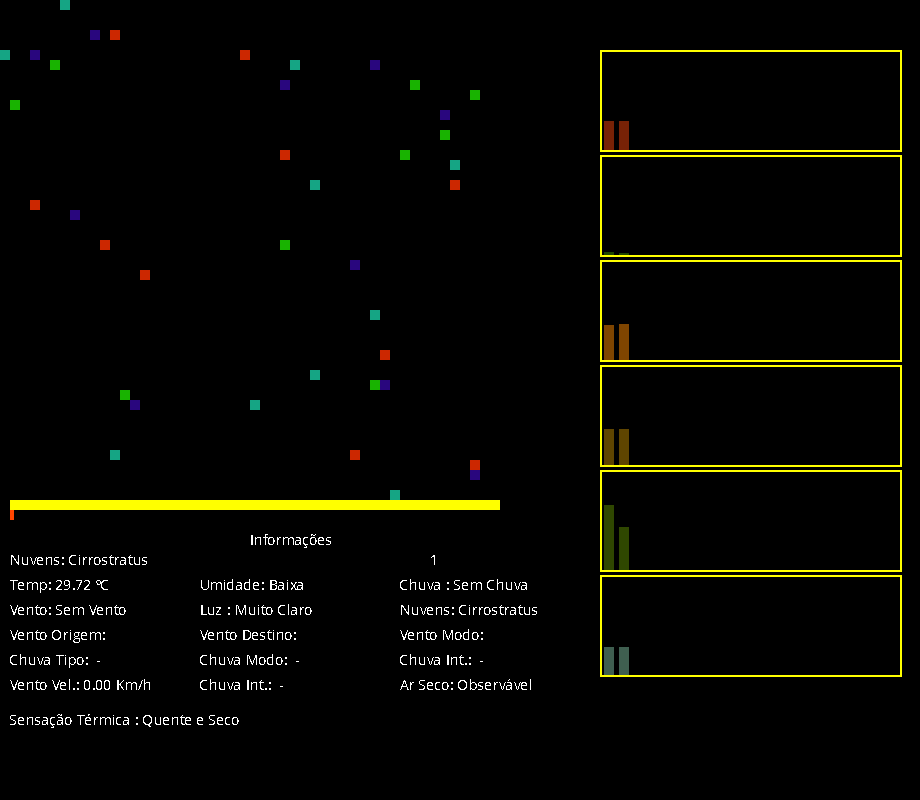 Informações
Nuvens: Cirrostratus 1
Temp: 29.72 ºC Umidade: Baixa Chuva : Sem Chuva
Vento: Sem Vento Luz : Muito Claro Nuvens: Cirrostratus
Vento Origem: Vento Destino: Vento Modo:
Chuva Tipo: - Chuva Modo: - Chuva Int.: -
Vento Vel.: 0.00 Km/h Chuva Int.: - Ar Seco: Observável
Sensação Térmica : Quente e Seco